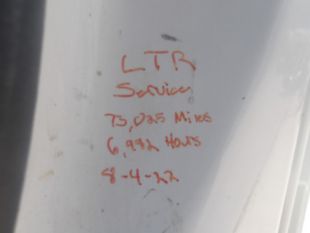 LTR
Service
73,025 Miles
6,992 Hours
8-4-22